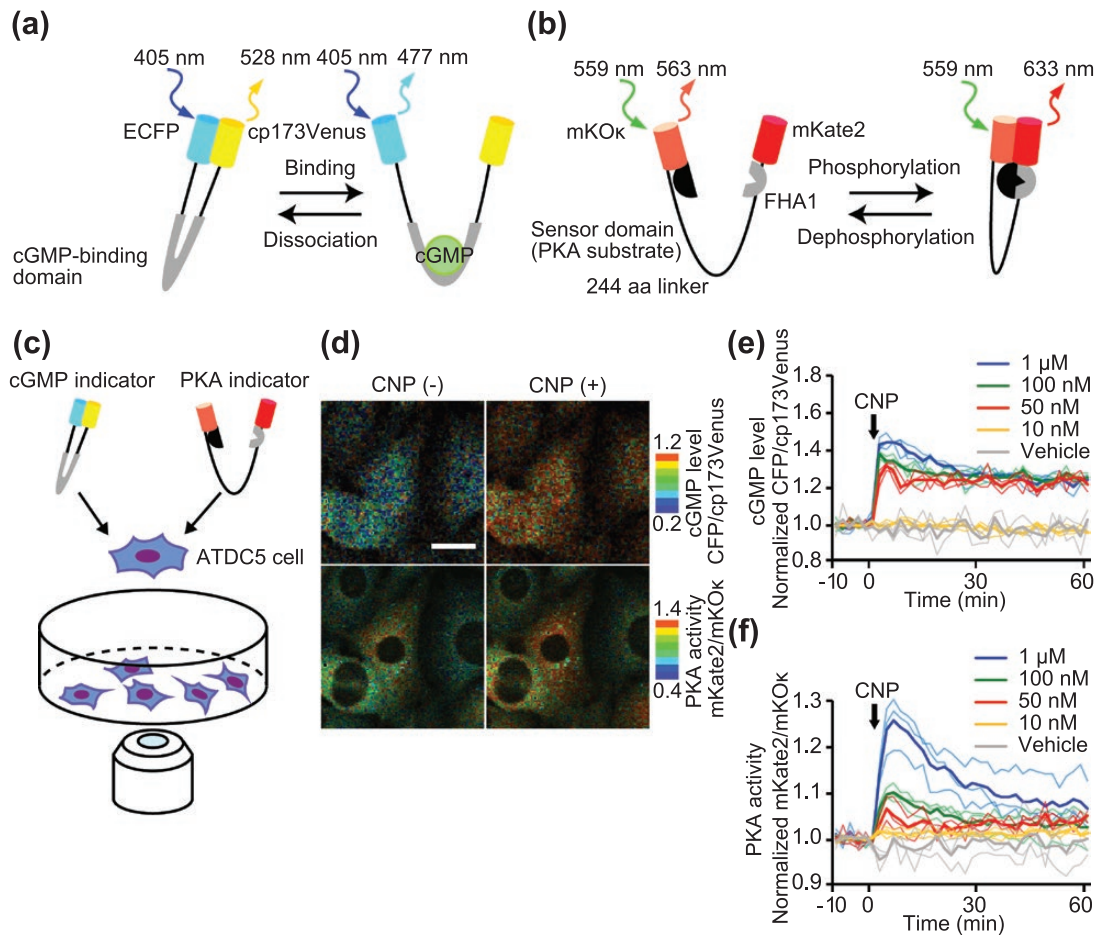 (a)
405 nm
528 nm
405 nm
477 nm
ECFP
cp173Venus
Binding
Dissociation
cGMP-binding
domain
cGMP
(b)
559 nm
563 nm
559 nm
633 nm
mKOκ
mKate2
Phosphorylation
FHA1
Dephosphorylation
Sensor domain
(PKA substrate)
244 aa linker
(c)
cGMP indicator
PKA indicator
ATDC5 cell
(d)
CNP (-)
CNP (+)
1.2
0.2
cGMP level
CFP/cp173Venus
1.4
0.4
PKA activity
mKate2/mKOκ
(e)
cGMP level
Normalized CFP/cp173Venus
1.8
1.6
1.4
1.2
1.0
0.8
CNP
1 µM
100 nM
50 nM
10 nM
Vehicle
-10
0
30
60
Time (min)
(f)
PKA activity
Normalized mKate2/mKOκ
1.3
1.2
1.1
1.0
0.9
CNP
1 µM
100 nM
50 nM
10 nM
Vehicle
-10
0
30
60
Time (min)